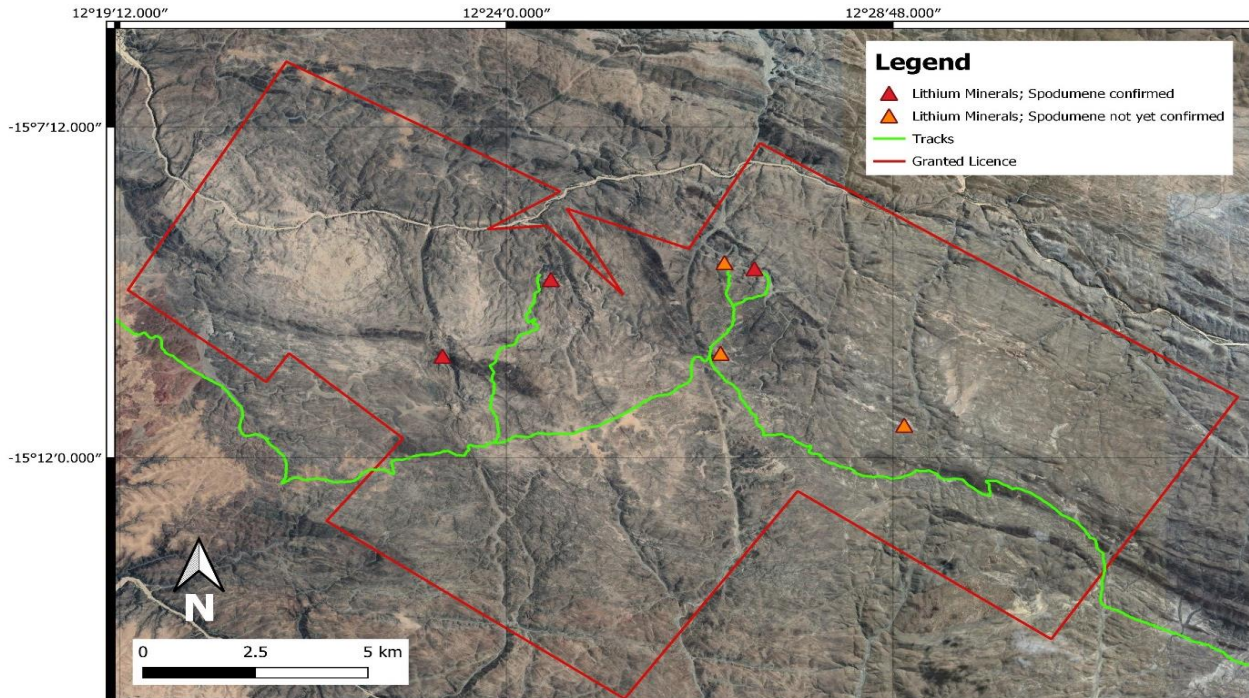 12°19′12.000″
12°24′0.000″
12°28′48.000″
-15°7′12.000″
-15°12′0.000″
Legend
Lithium Minerals; Spodumene confirmed
Lithium Minerals; Spodumene not yet confirmed
Tracks
Granted Licence
N
0 2.5 5 km